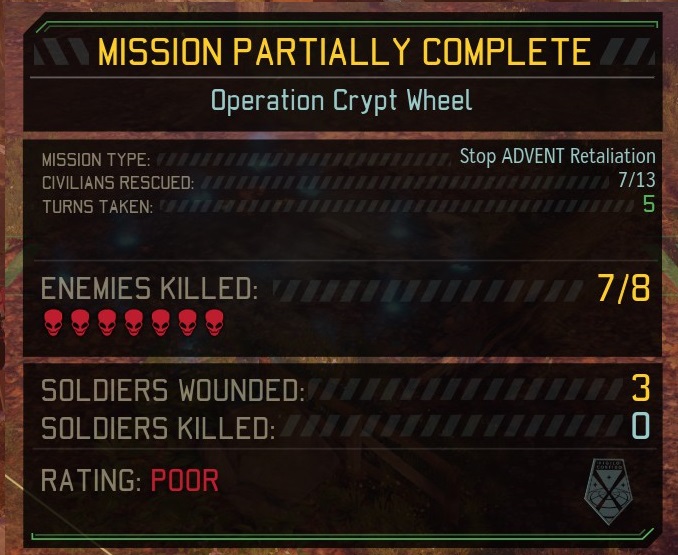 MISSION PARTIALLY COMPLETE
Operation Crypt Wheel
MISSION TYPE: Stop ADVENT Retaliation
CIVILIANS RESCUED: 7/13
TURNS TAKEN: 5
ENEMIES KILLED: 7/8
SOLDIERS WOUNDED: 3
SOLDIERS KILLED: 0
RATING: POOR